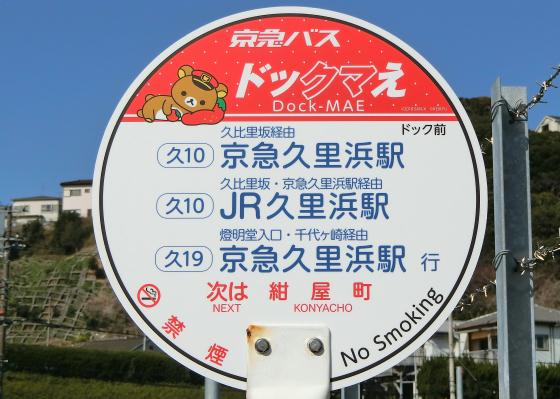 京急バス
ドックマえ
Dock-MAE
ドック前
久比里坂経由
久10 京急久里浜駅
久比里坂・京急久里浜駅経由
久10 JR久里浜駅
燈明堂入口・千代ヶ崎経由
久19 京急久里浜駅 行
次は 紺屋町
NEXT KONYACHO
禁煙
No Smoking